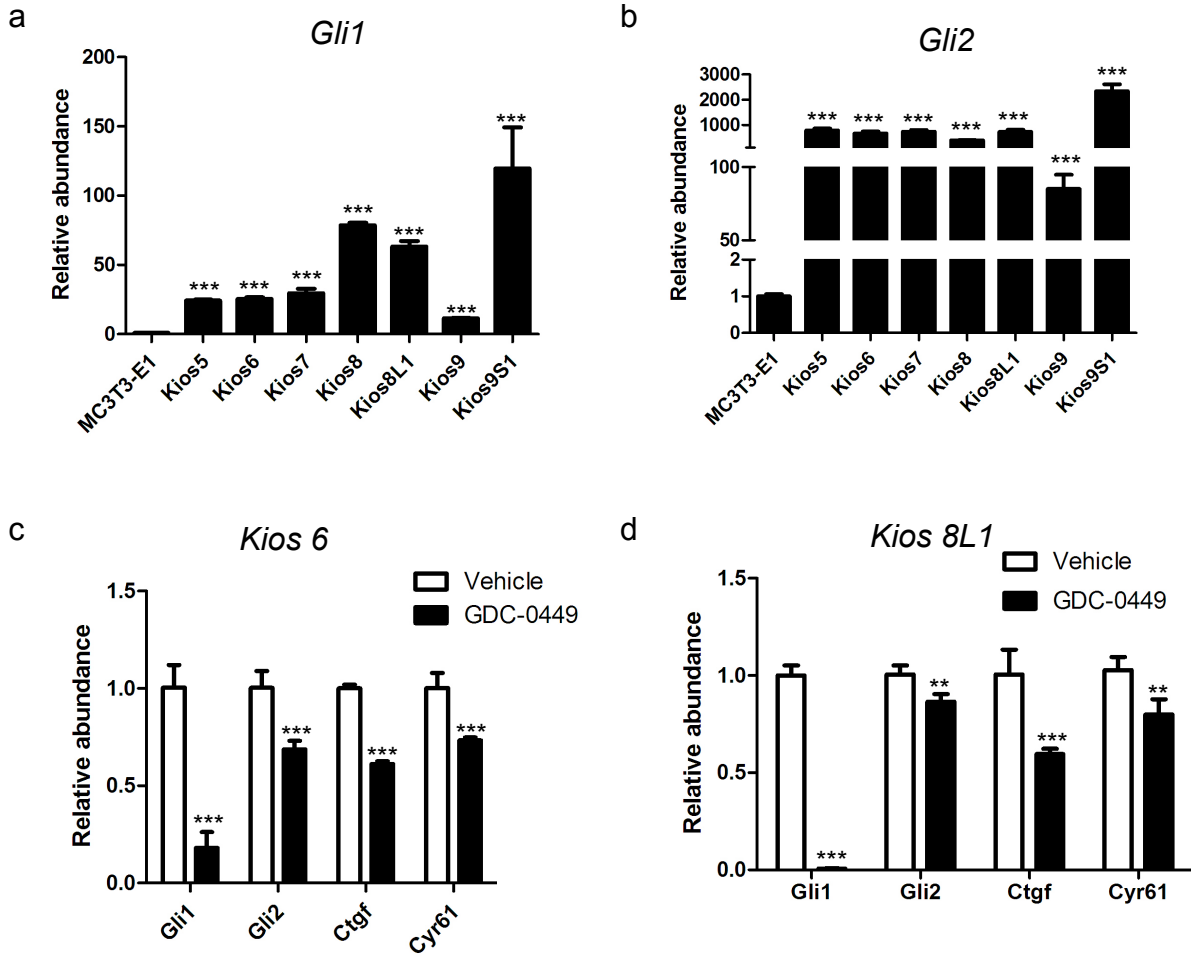 a
Gli1
Relative abundance
200
150
100
50
0
***
***
***
***
***
***
***
MC3T3-E1
Kios5
Kios6
Kios7
Kios8
Kios8L1
Kios9
Kios9S1
b
Gli2
Relative abundance
3000
2000
1000
100
50
2
1
0
***
***
***
***
***
***
***
MC3T3-E1
Kios5
Kios6
Kios7
Kios8
Kios8L1
Kios9
Kios9S1
c
Kios 6
Vehicle
GDC-0449
Relative abundance
1.5
1.0
0.5
0.0
***
***
***
***
Gli1
Gli2
Ctgf
Cyr61
d
Kios 8L1
Vehicle
GDC-0449
Relative abundance
1.5
1.0
0.5
0.0
***
**
***
**
Gli1
Gli2
Ctgf
Cyr61